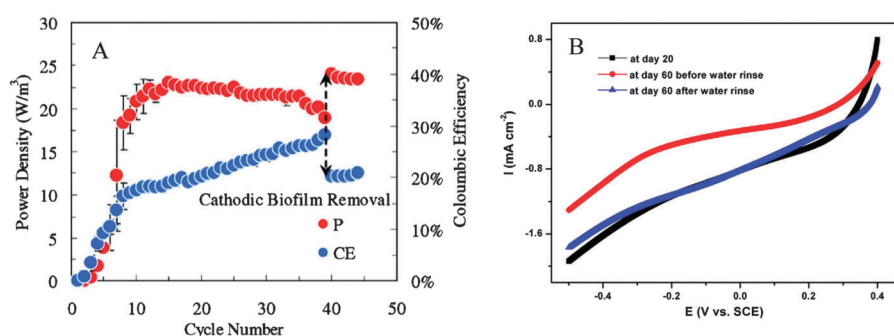 A
30
25
20
15
10
5
0
Power Density (W/m³)
50%
40%
30%
20%
10%
0%
Coloumbic Efficiency
Cathodic Biofilm Removal
P
CE
0 10 20 30 40 50
Cycle Number
B
at day 20
at day 60 before water rinse
at day 60 after water rinse
0.8
0.0
-0.8
-1.6
I (mA cm⁻²)
-0.4 -0.2 0.0 0.2 0.4
E (V vs. SCE)